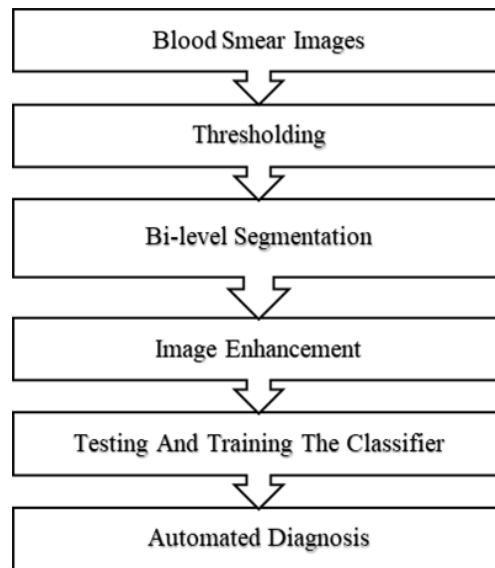 Blood Smear Images
Thresholding
Bi-level Segmentation
Image Enhancement
Testing And Training The Classifier
Automated Diagnosis